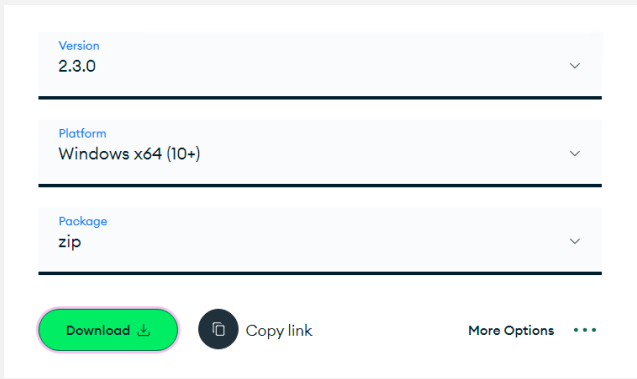 Version
2.3.0
Platform
Windows x64 (10+)
Package
zip
Download
Copy link
More Options